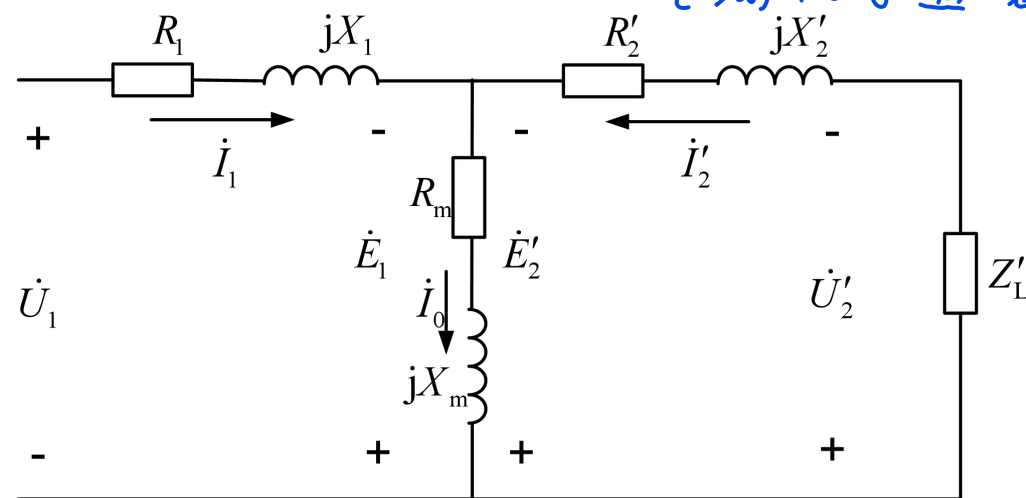 R₁ jX₁ R′₂ jX′₂
+ - - -
İ₁ İ′₂
Rₘ
Ė₁ Ė′₂
U̇₁ İ₀ U̇′₂ Z′L
jXₘ
- + + +